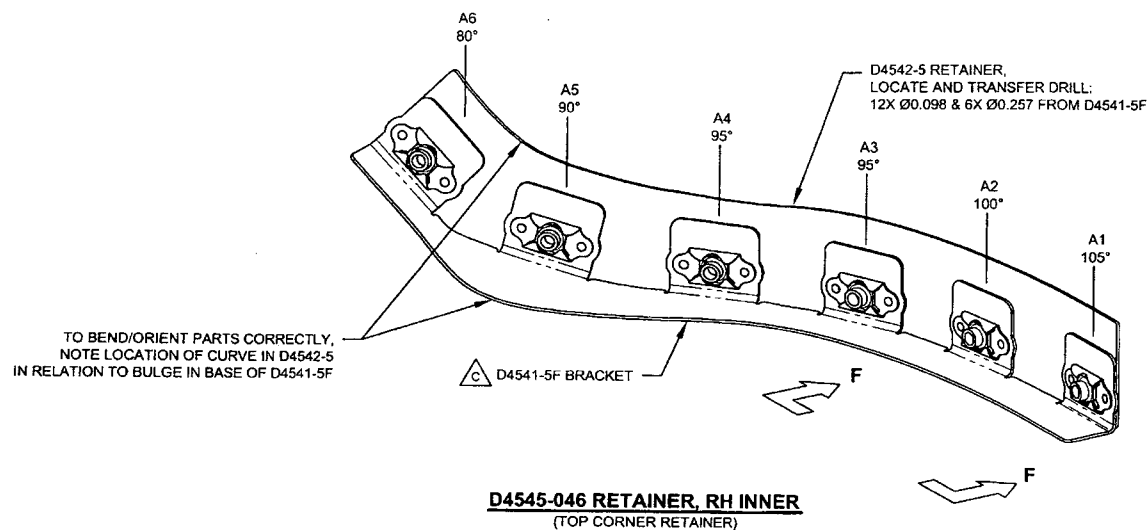 A6
80°
A5
90°
A4
95°
A3
95°
A2
100°
A1
105°
D4542-5 RETAINER,
LOCATE AND TRANSFER DRILL:
12X Ø0.098 & 6X Ø0.257 FROM D4541-5F
TO BEND/ORIENT PARTS CORRECTLY,
NOTE LOCATION OF CURVE IN D4542-5
IN RELATION TO BULGE IN BASE OF D4541-5F
C D4541-5F BRACKET
F
F
D4545-046 RETAINER, RH INNER
(TOP CORNER RETAINER)